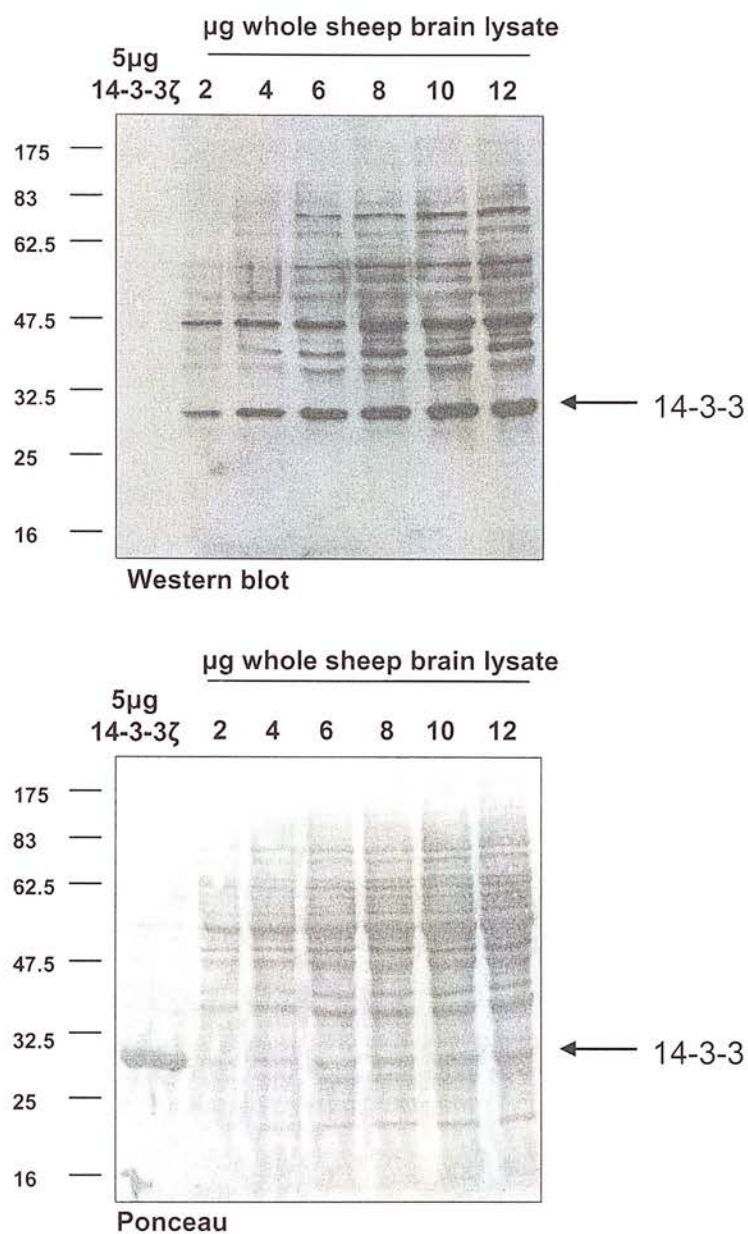 µg whole sheep brain lysate
5µg
14-3-3ζ 2 4 6 8 10 12
175
83
62.5
47.5
32.5
14-3-3
25
16
Western blot
µg whole sheep brain lysate
5µg
14-3-3ζ 2 4 6 8 10 12
175
83
62.5
47.5
32.5
14-3-3
25
16
Ponceau